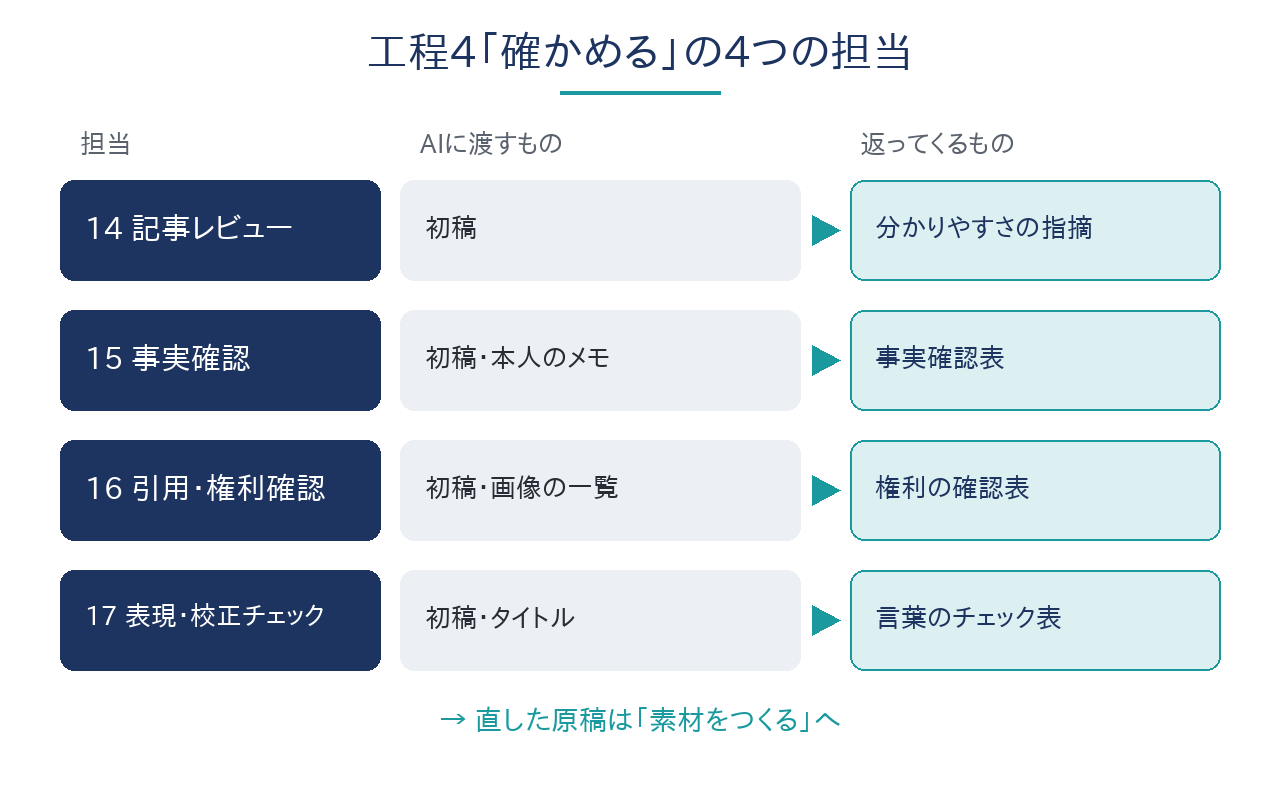 工程4「確かめる」の4つの担当
担当 AIに渡すもの 返ってくるもの
14 記事レビュー 初稿 分かりやすさの指摘
15 事実確認 初稿・本人のメモ 事実確認表
16 引用・権利確認 初稿・画像の一覧 権利の確認表
17 表現・校正チェック 初稿・タイトル 言葉のチェック表
→ 直した原稿は「素材をつくる」へ